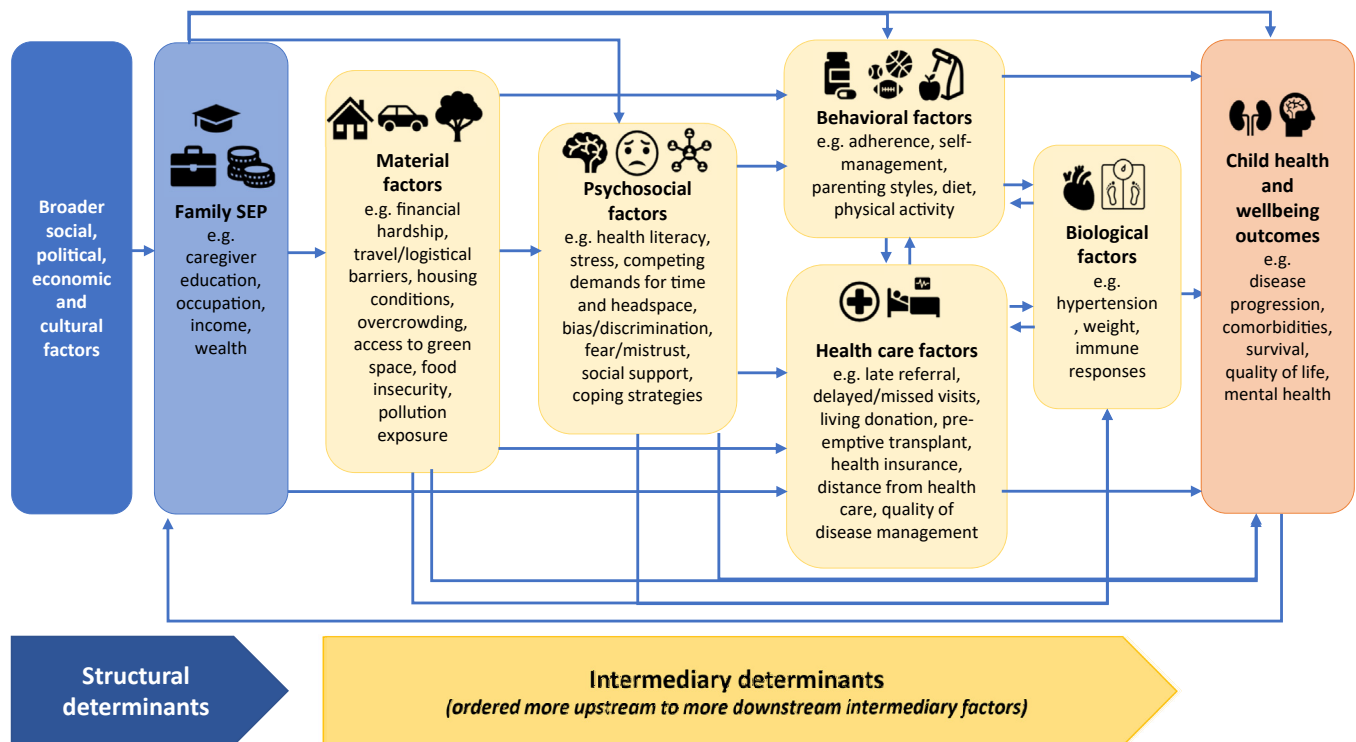 Broader
social,
political,
economic
and
cultural
factors
Family SEP
e.g.
caregiver
education,
occupation,
income,
wealth
Material
factors
e.g. financial
hardship,
travel/logistical
barriers, housing
conditions,
overcrowding,
access to green
space, food
insecurity,
pollution
exposure
Psychosocial
factors
e.g. health literacy,
stress, competing
demands for time
and headspace,
bias/discrimination,
fear/mistrust,
social support,
coping strategies
Behavioral factors
e.g. adherence, self-
management,
parenting styles, diet,
physical activity
Health care factors
e.g. late referral,
delayed/missed visits,
living donation, pre-
emptive transplant,
health insurance,
distance from health
care, quality of
disease management
Biological
factors
e.g.
hypertension
, weight,
immune
responses
Child health
and
wellbeing
outcomes
e.g.
disease
progression,
comorbidities,
survival,
quality of life,
mental health
Structural
determinants
Intermediary determinants
(ordered more upstream to more downstream intermediary factors)